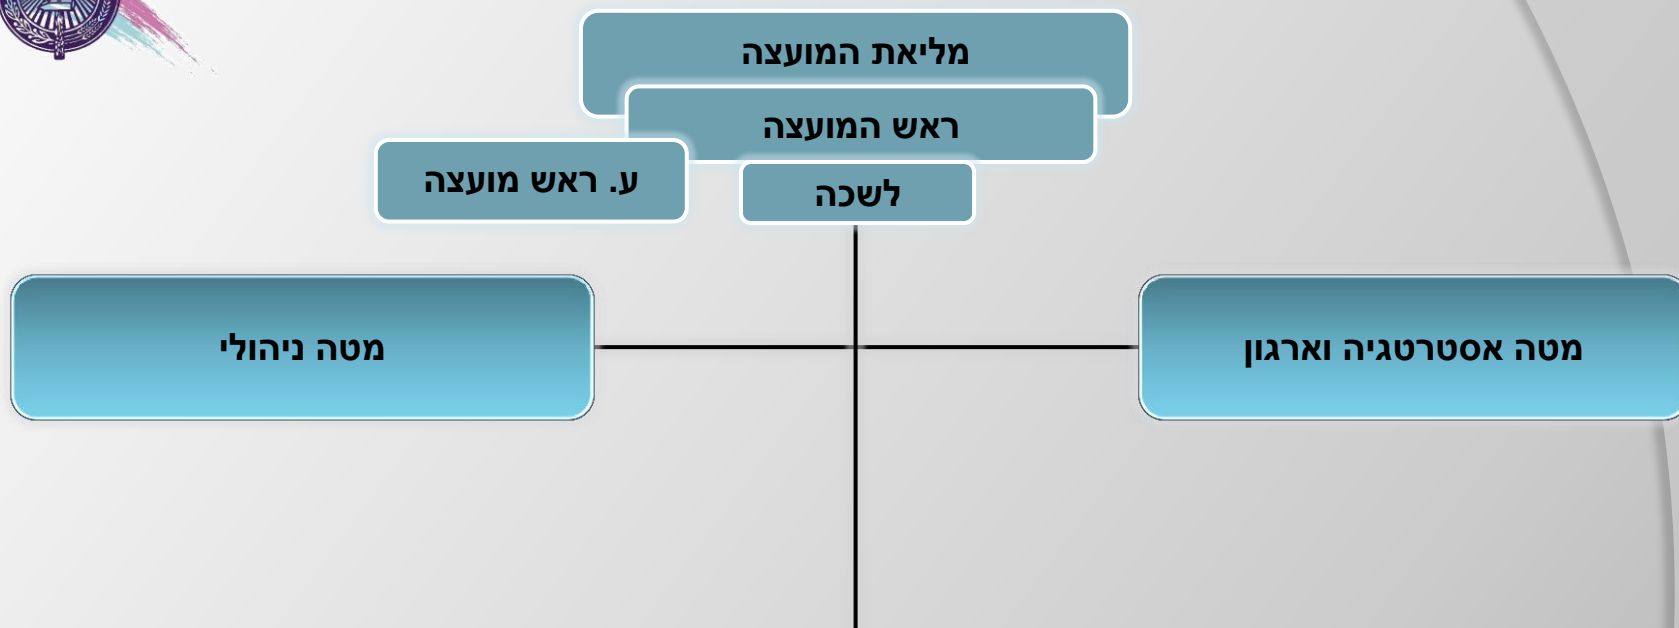 מליאת המועצה
ראש המועצה
ע. ראש מועצה
לשכה
מטה אסטרטגיה וארגון
מטה ניהולי